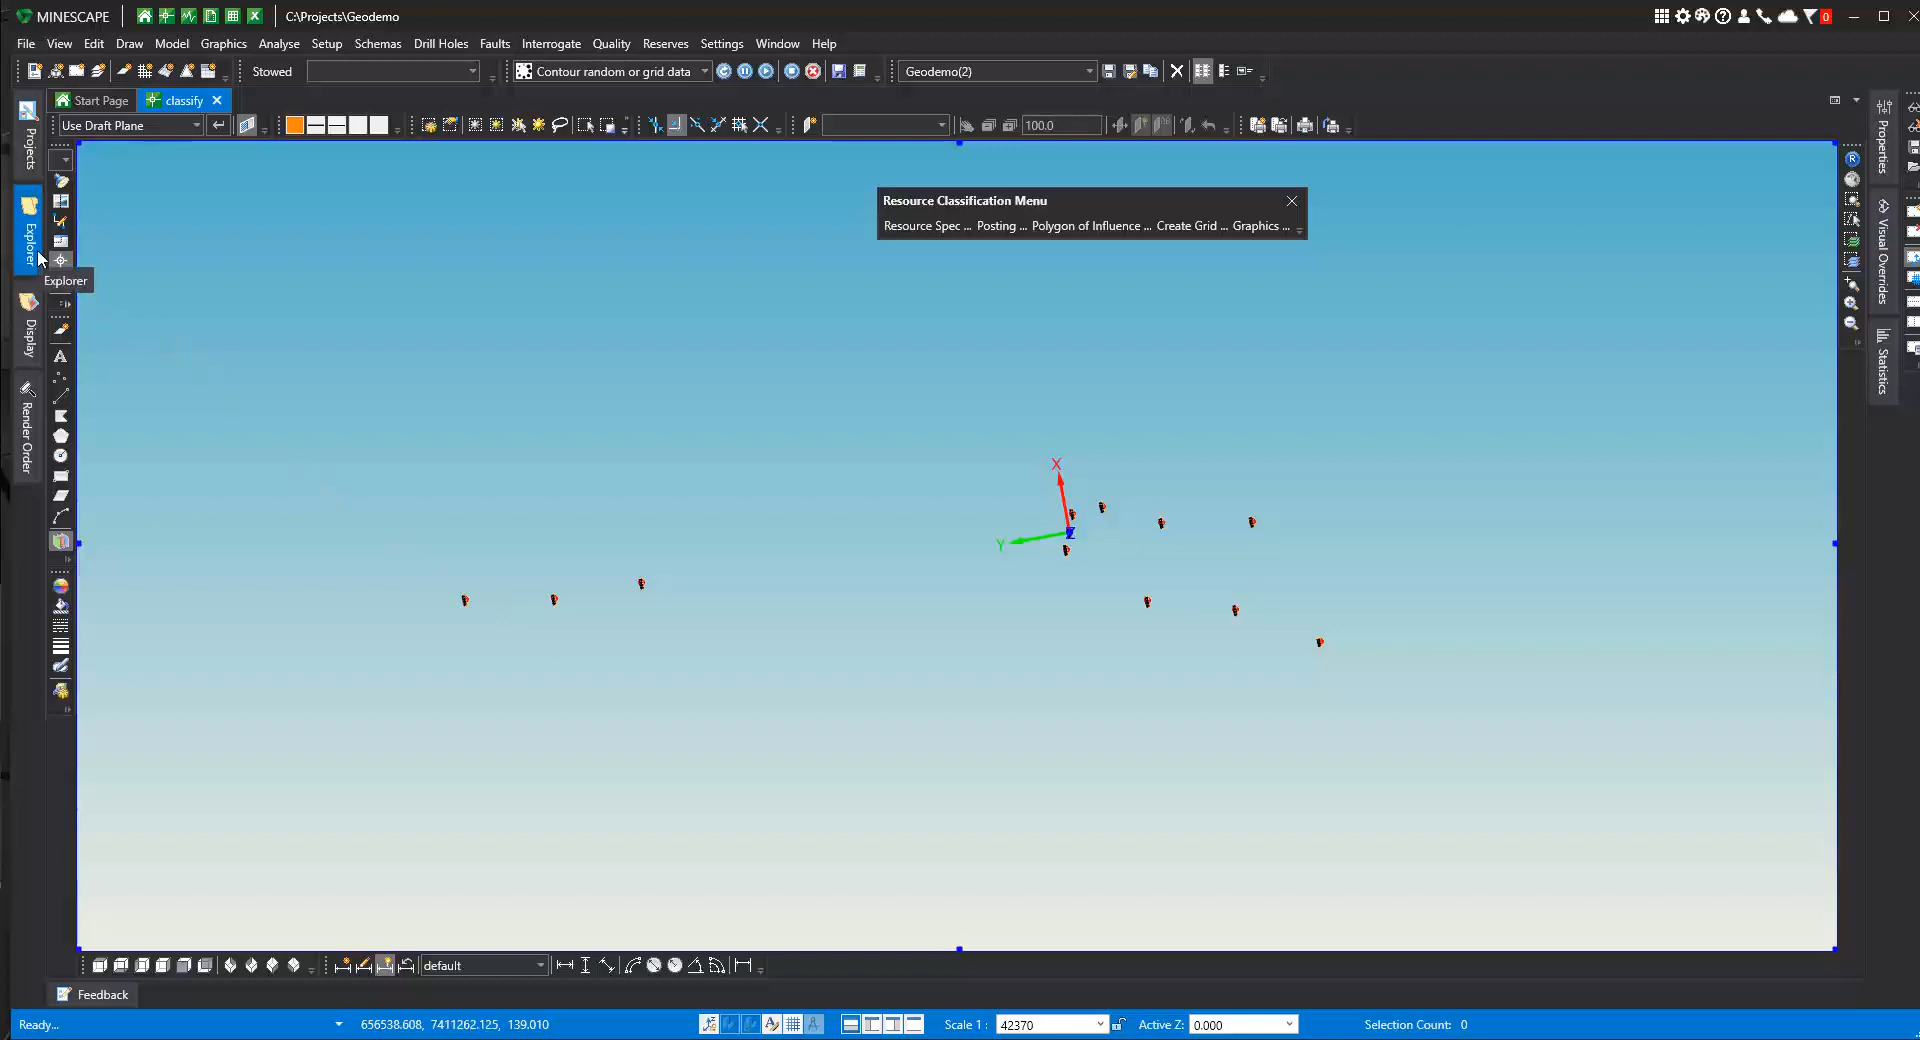 MINESCAPE C:\Projects\Geodemo 0
File View Edit Draw Model Graphics Analyse Setup Schemas Drill Holes Faults Interrogate Quality Reserves Settings Window Help
Stowed Contour random or grid data Geodemo(2)
Start Page classify
Use Draft Plane 100.0
Projects
Explorer
Display
Render Order
Explorer
Resource Classification Menu
Resource Spec ... Posting ... Polygon of Influence ... Create Grid ... Graphics ...
X
Y
Z
Properties
Visual Overrides
Statistics
default
Feedback
Ready... 656538.608, 7411262.125, 139.010 Scale 1 : 42370 Active Z: 0.000 Selection Count: 0